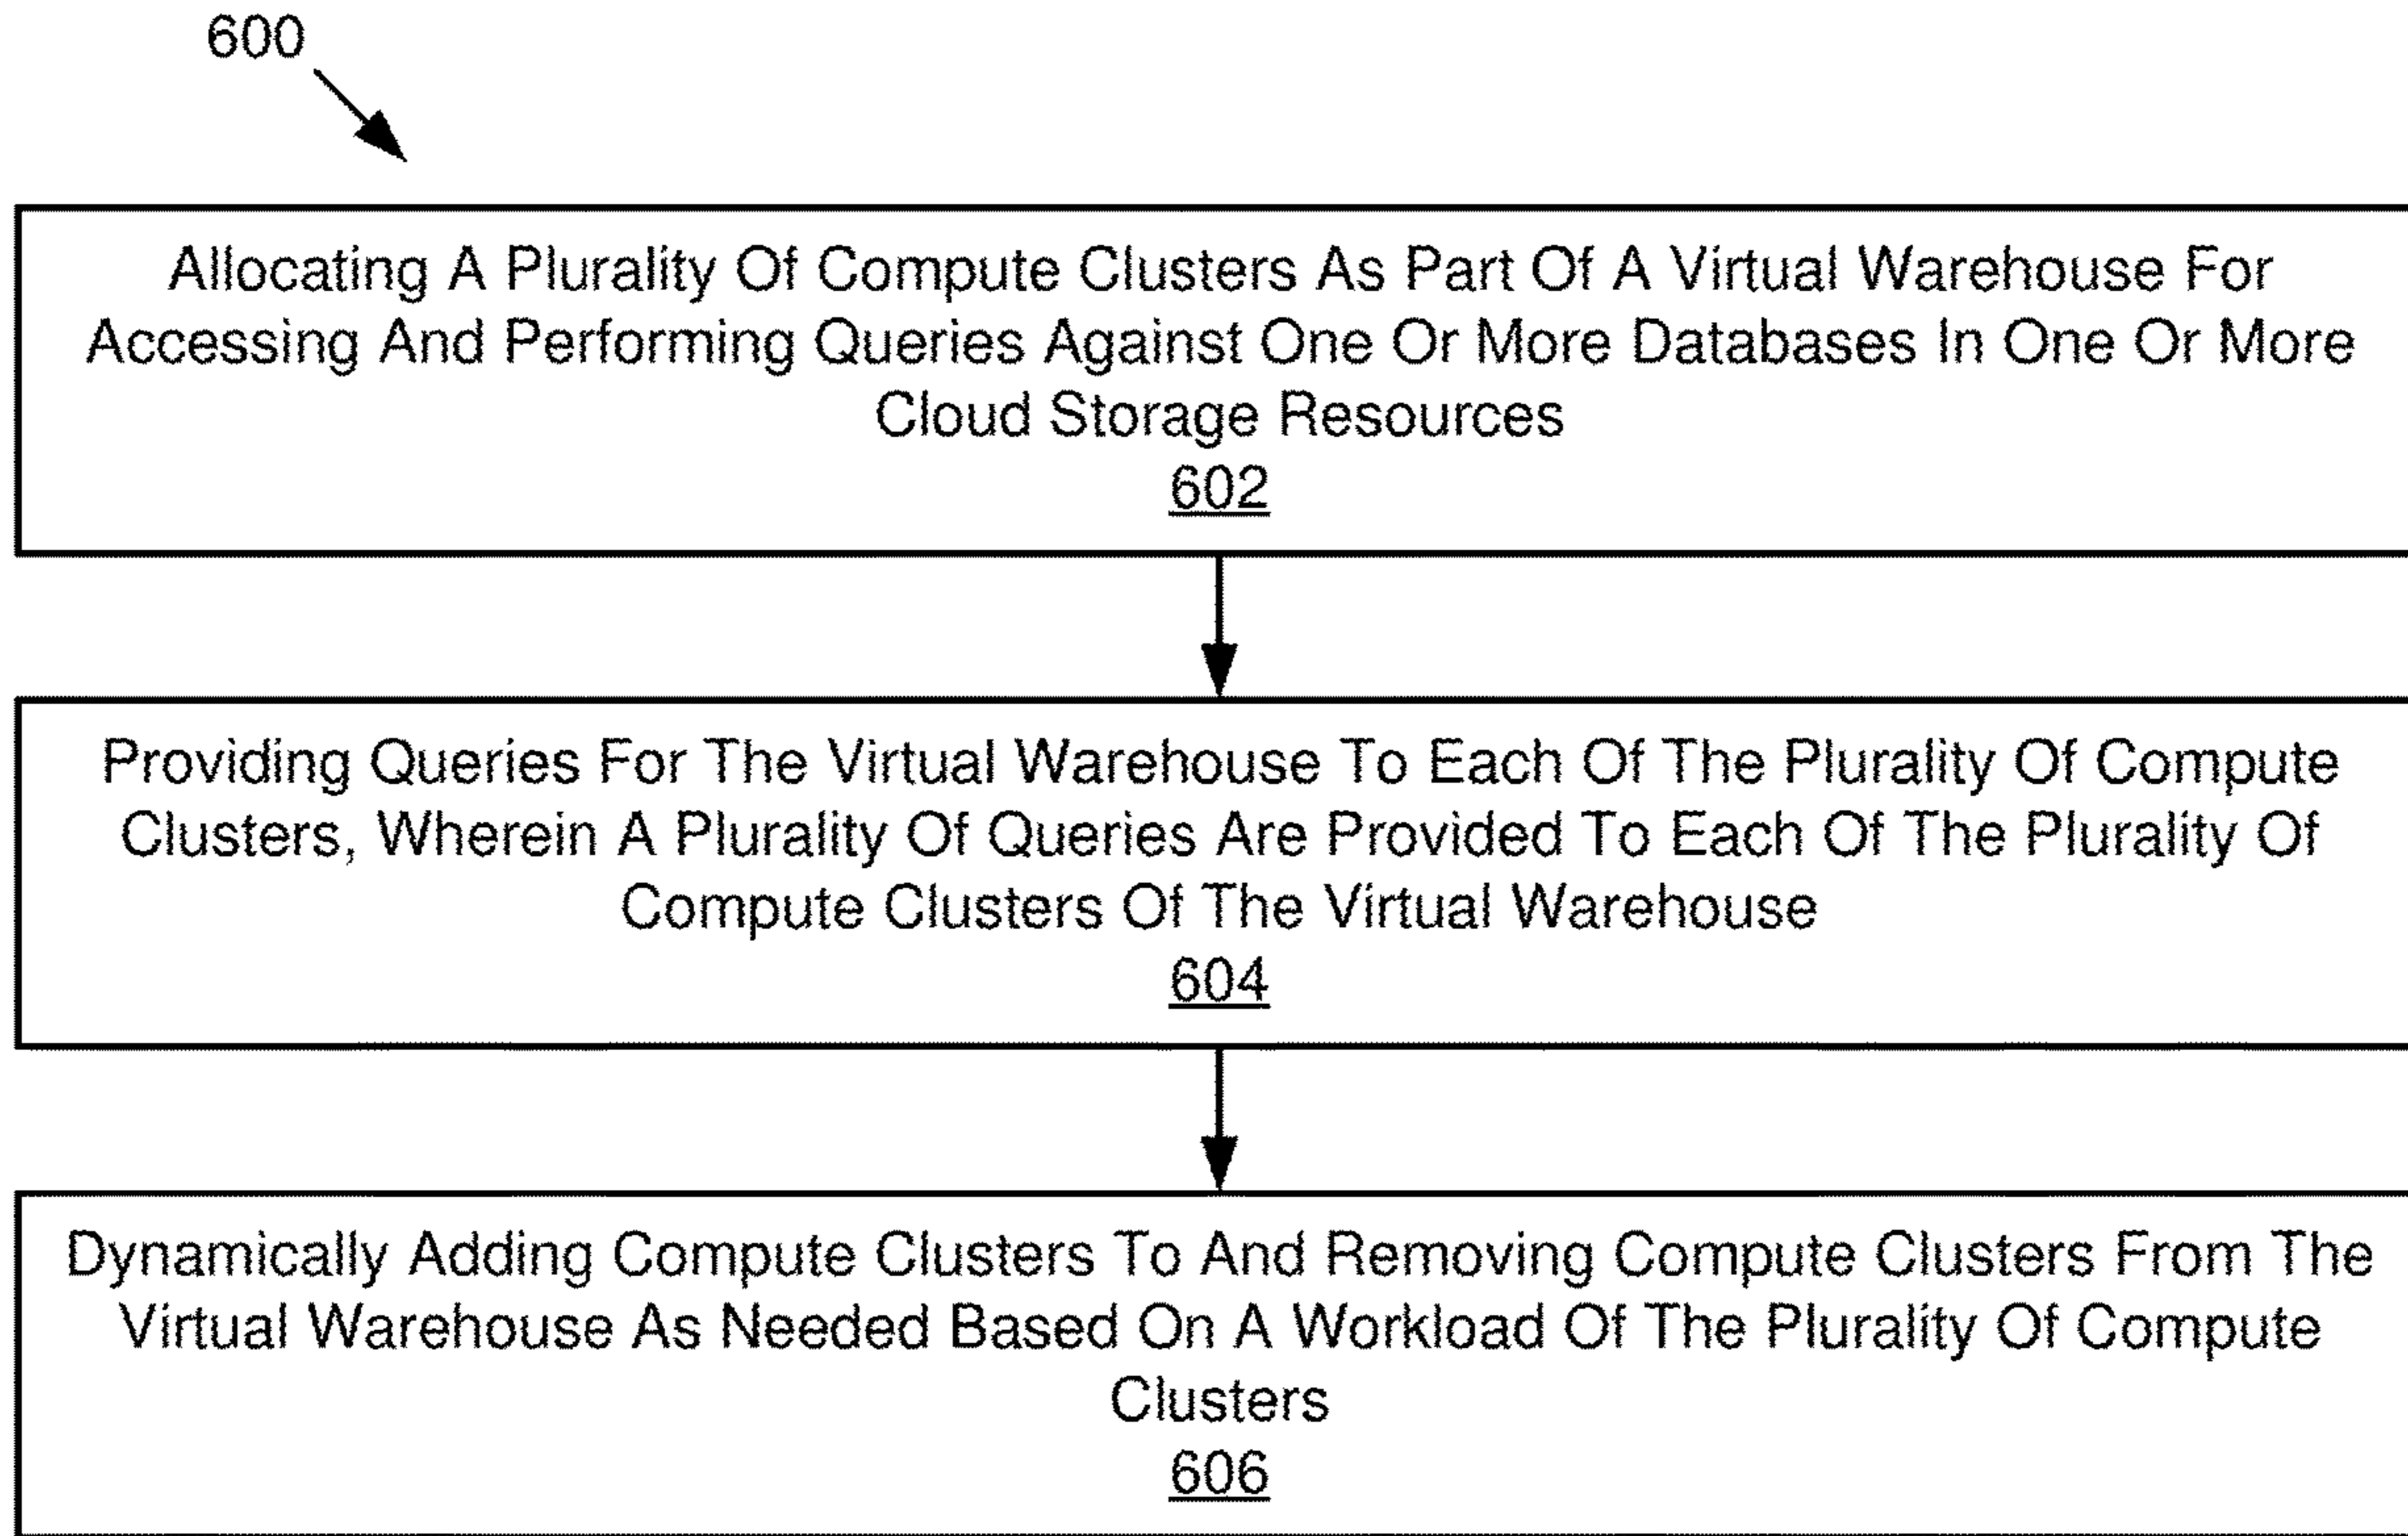 600
Allocating A Plurality Of Compute Clusters As Part Of A Virtual Warehouse For
Accessing And Performing Queries Against One Or More Databases In One Or More
Cloud Storage Resources
602
Providing Queries For The Virtual Warehouse To Each Of The Plurality Of Compute
Clusters, Wherein A Plurality Of Queries Are Provided To Each Of The Plurality Of
Compute Clusters Of The Virtual Warehouse
604
Dynamically Adding Compute Clusters To And Removing Compute Clusters From The
Virtual Warehouse As Needed Based On A Workload Of The Plurality Of Compute
Clusters
606